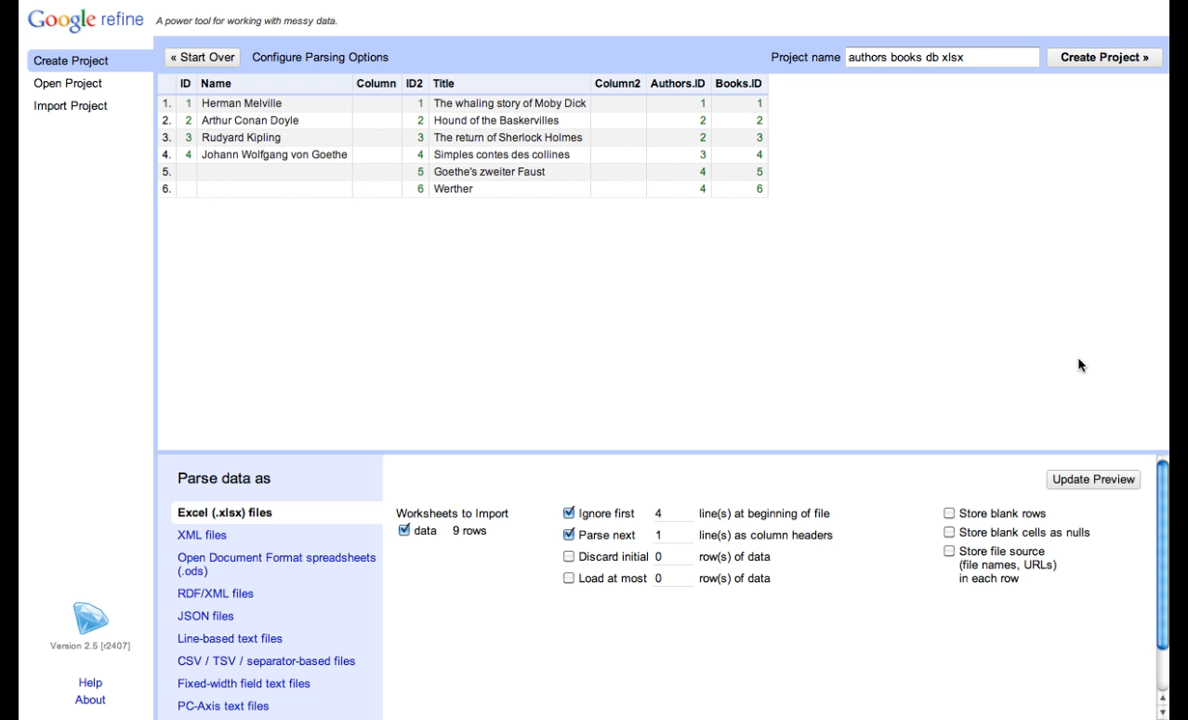 Google refine A power tool for working with messy data.
Create Project
Open Project
Import Project
« Start Over Configure Parsing Options Project name authors books db xlsx Create Project »
ID Name Column ID2 Title Column2 Authors.ID Books.ID
1. 1 Herman Melville 1 The whaling story of Moby Dick 1 1
2. 2 Arthur Conan Doyle 2 Hound of the Baskervilles 2 2
3. 3 Rudyard Kipling 3 The return of Sherlock Holmes 2 3
4. 4 Johann Wolfgang von Goethe 4 Simples contes des collines 3 4
5. 5 Goethe's zweiter Faust 4 5
6. 6 Werther 4 6
Parse data as
Excel (.xlsx) files
XML files
Open Document Format spreadsheets
(.ods)
RDF/XML files
JSON files
Line-based text files
CSV / TSV / separator-based files
Fixed-width field text files
PC-Axis text files
Update Preview
Worksheets to Import
data 9 rows
Ignore first 4 line(s) at beginning of file
Parse next 1 line(s) as column headers
Discard initial 0 row(s) of data
Load at most 0 row(s) of data
Store blank rows
Store blank cells as nulls
Store file source
(file names, URLs)
in each row
Version 2.5 [r2407]
Help
About